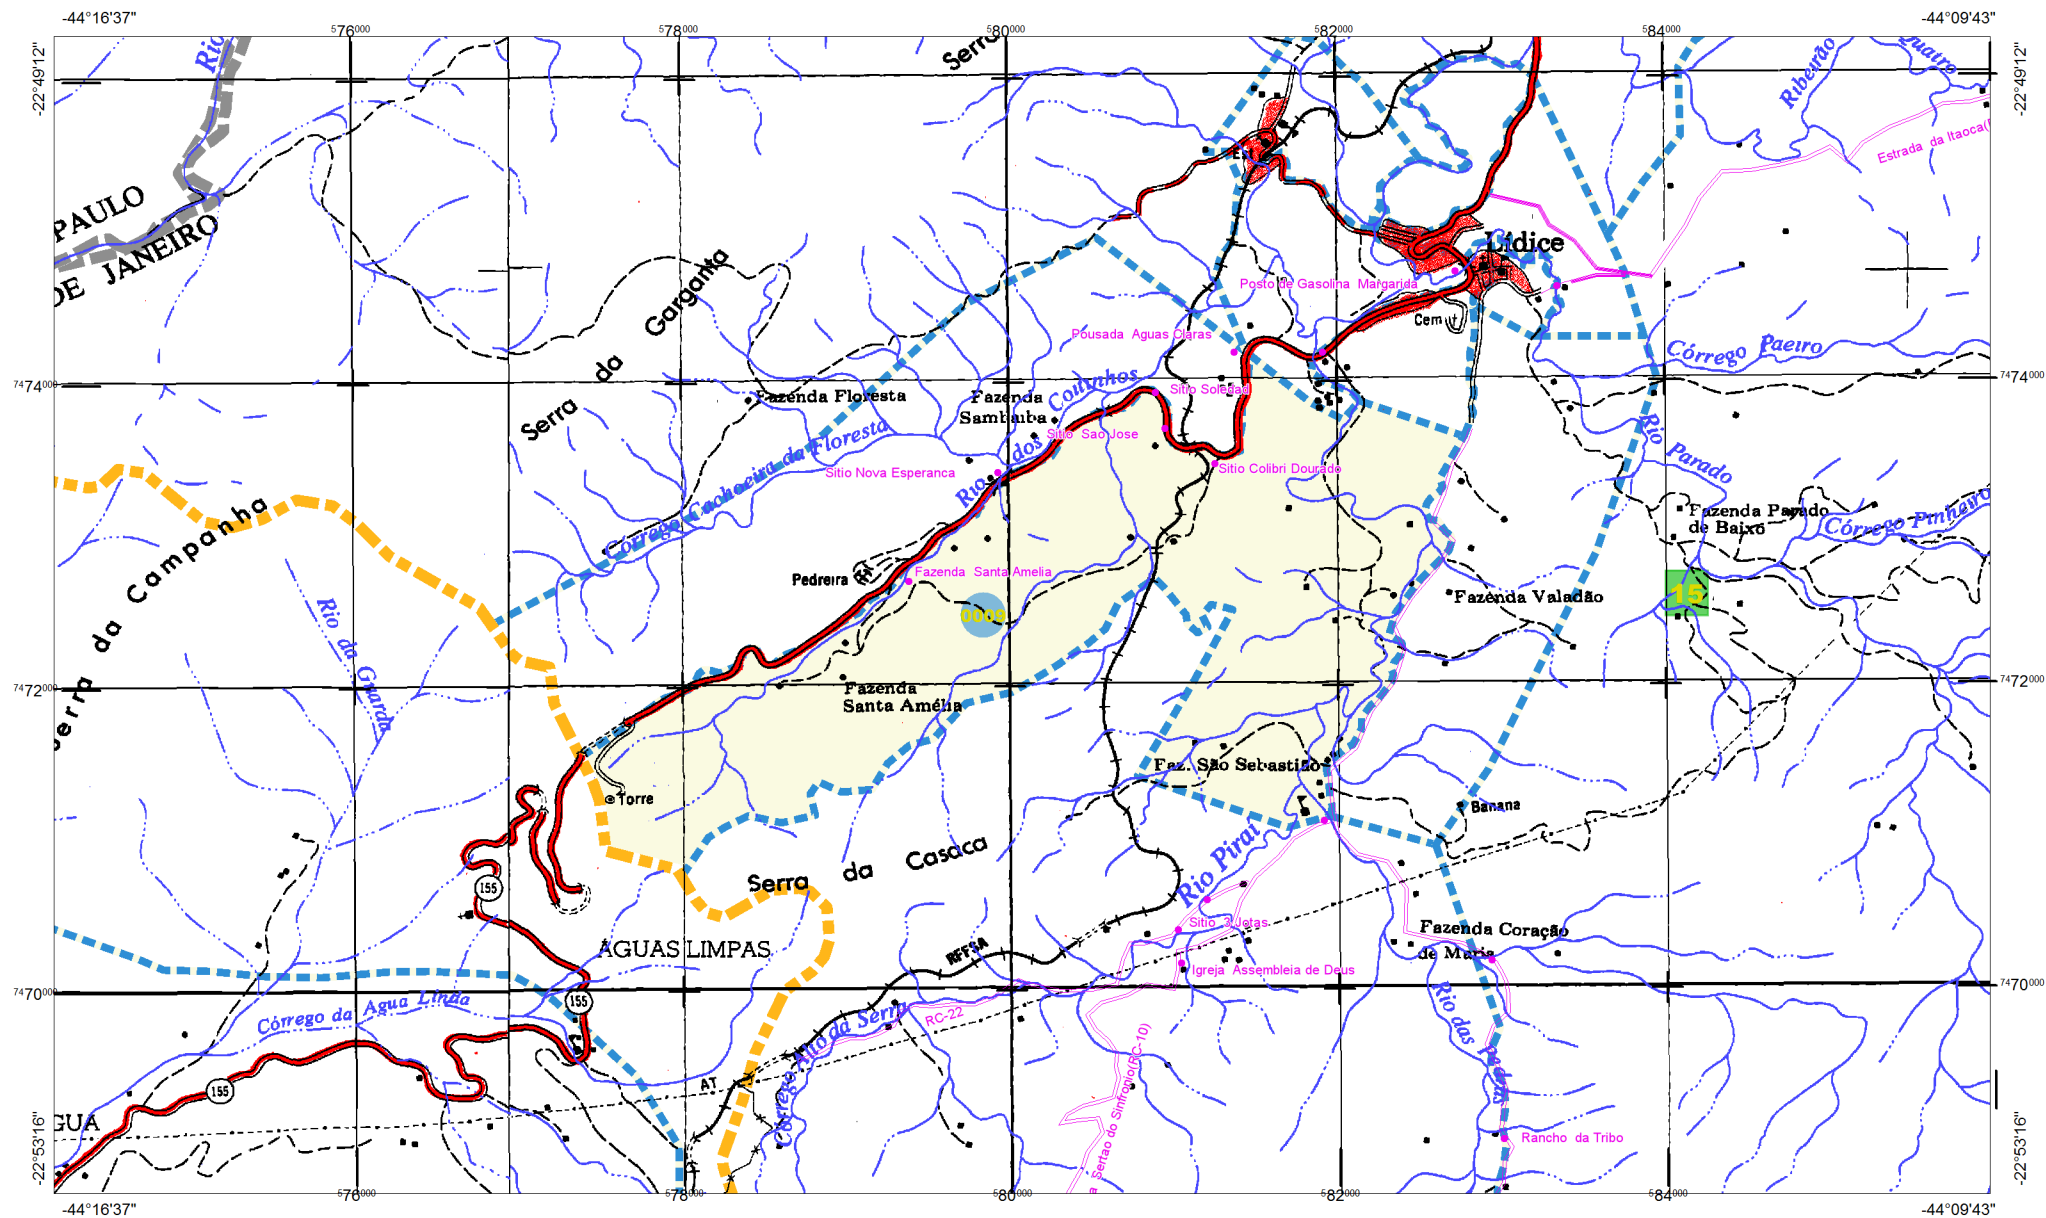 -44°16'37"
-44°09'43"
576000
578000
580000
582000
584000
-22°49'12"
-22°49'12"
Rio
Serra
Ribeirão
Quatro
Estrada da Itaoca(
Est
PAULO
DE JANEIRO
Lídice
Serra da Garganta
Posto de Gasolina Margarida
Cem
Pousada Aguas Claras
Córrego Paeiro
7474000
7474000
Fazenda Floresta
Fazenda
Sambaíba
Rio dos Coutinhos
Sitio Soledad
Sitio Sao Jose
Córrego Cachoeira da Floresta
Sitio Nova Esperanca
Sitio Colibri Dourado
Rio Parado
Fazenda Parado
de Baixo
Córrego Pinheiro
Serra da Campanha
Pedreira
Fazenda Santa Amelia
0009
Fazenda Valadão
15
Rio da Guarda
7472000
7472000
Fazenda
Santa Amélia
Faz. São Sebastião
Torre
Banana
Serra da Casaca
Rio Piraí
155
Sitio 3 Jotas
Fazenda Coração
de Maria
AGUAS LIMPAS
RFFSA
Igreja Assembleia de Deus
7470000
7470000
155
Córrego da Agua Linda
Córrego Alto da Serra
RC-22
Rio das Pedras
a Sertao do Sinfronio(RC-10)
AT
155
GUA
Rancho da Tribo
-22°53'16"
-22°53'16"
576000
578000
580000
582000
584000
-44°16'37"
-44°09'43"